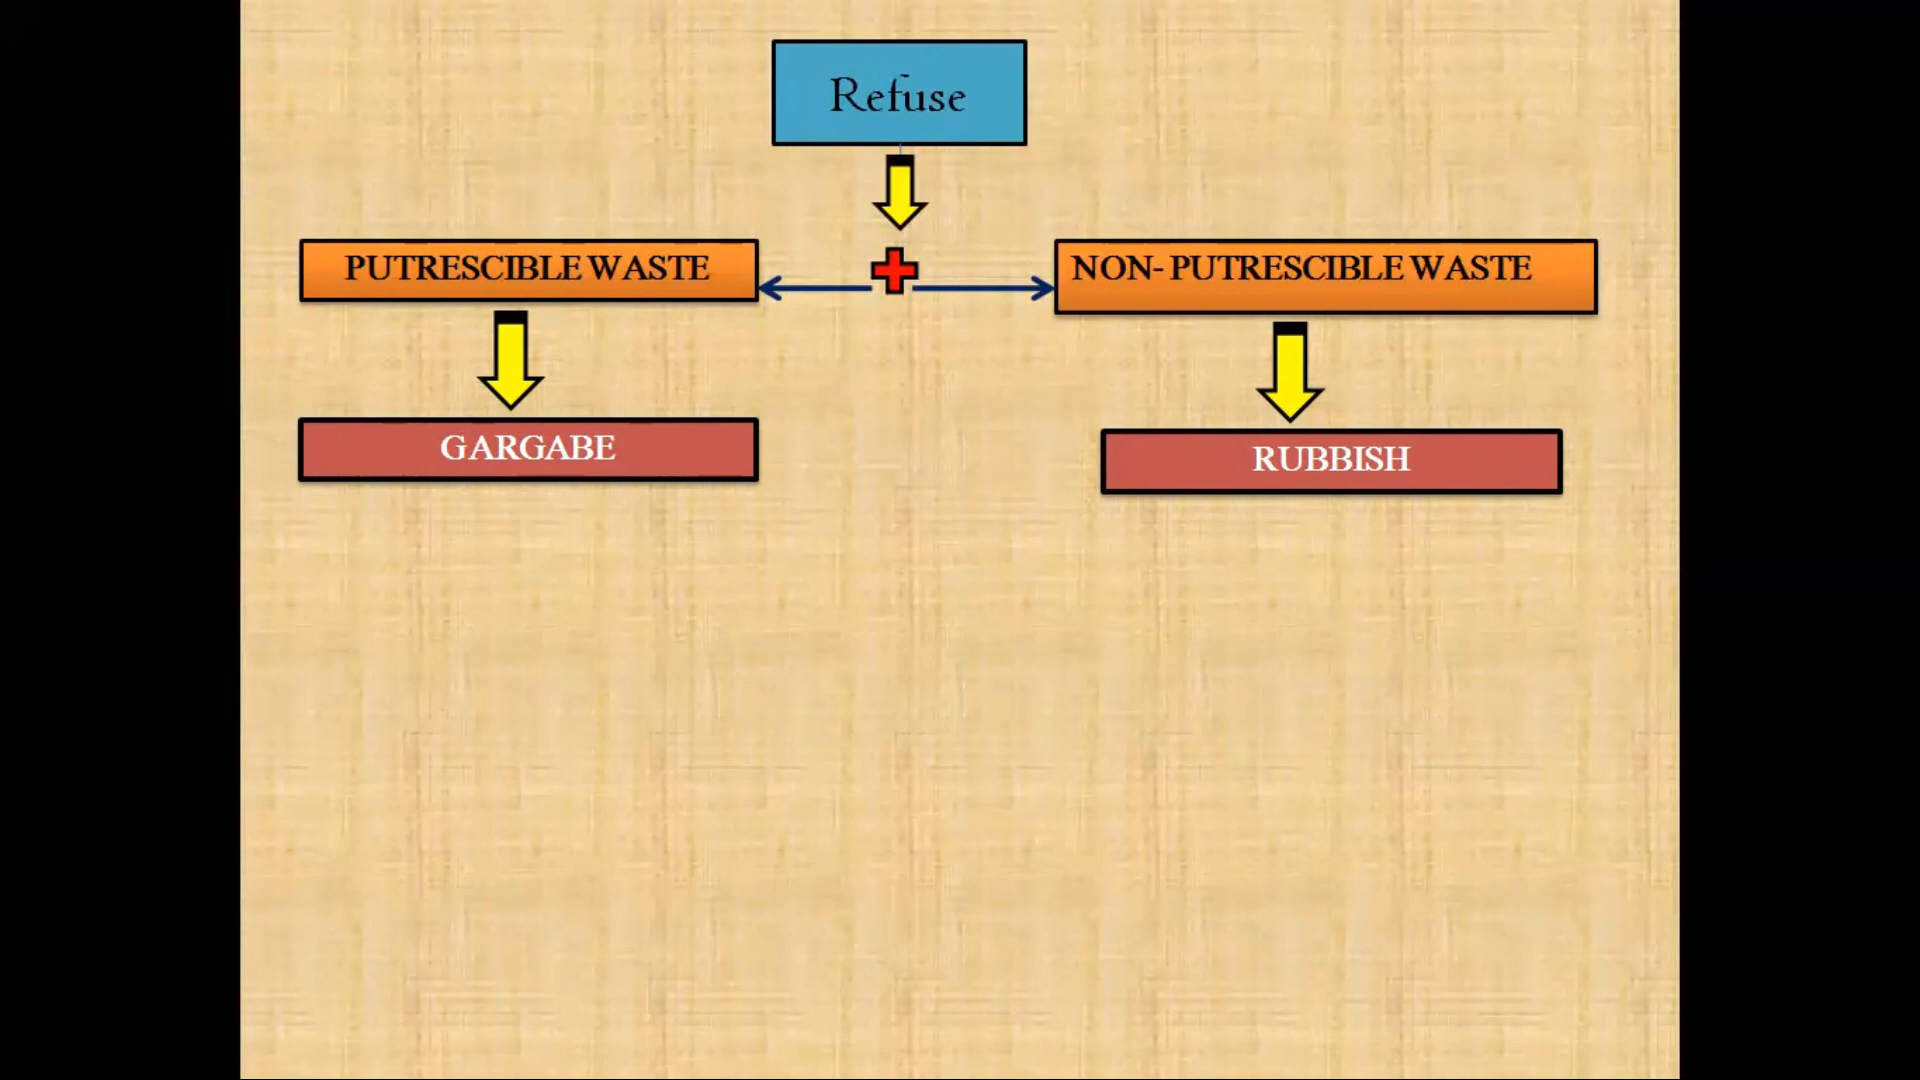 Refuse
PUTRESCIBLE WASTE
NON- PUTRESCIBLE WASTE
GARGABE
RUBBISH